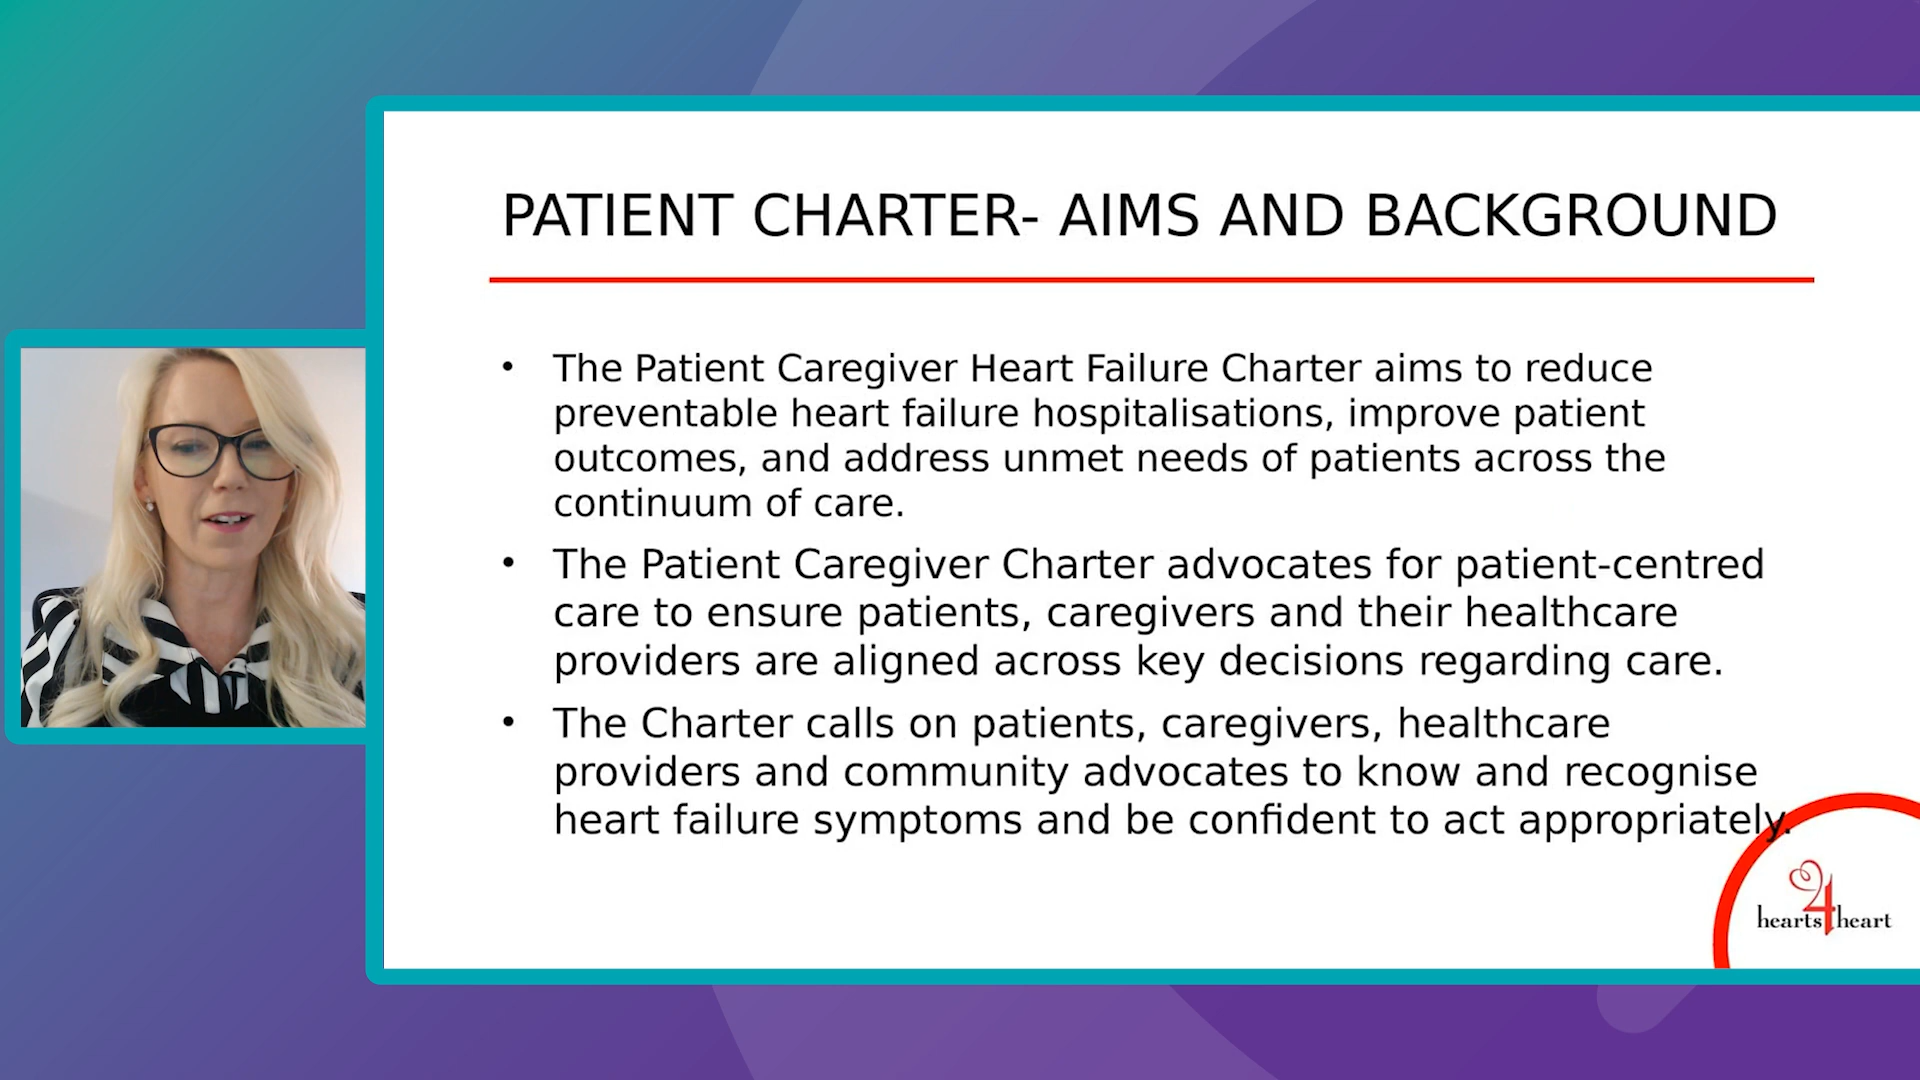 PATIENT CHARTER- AIMS AND BACKGROUND
• The Patient Caregiver Heart Failure Charter aims to reduce
preventable heart failure hospitalisations, improve patient
outcomes, and address unmet needs of patients across the
continuum of care.
• The Patient Caregiver Charter advocates for patient-centred
care to ensure patients, caregivers and their healthcare
providers are aligned across key decisions regarding care.
• The Charter calls on patients, caregivers, healthcare
providers and community advocates to know and recognise
heart failure symptoms and be confident to act appropriately.
hearts4heart